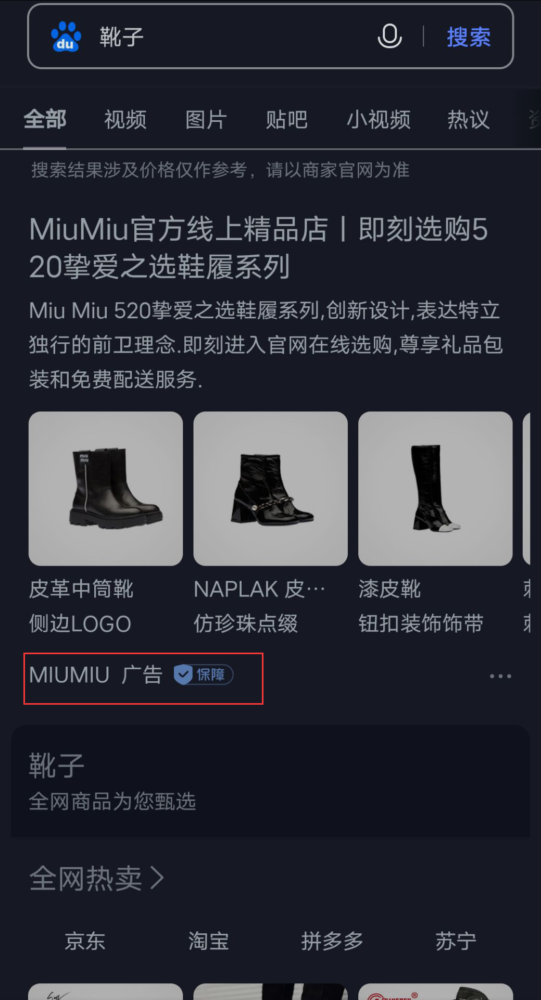 du 靴子 搜索
全部 视频 图片 贴吧 小视频 热议
搜索结果涉及价格仅作参考，请以商家官网为准
MiuMiu官方线上精品店丨即刻选购5
20挚爱之选鞋履系列
Miu Miu 520挚爱之选鞋履系列,创新设计,表达特立
独行的前卫理念.即刻进入官网在线选购,尊享礼品包
装和免费配送服务.
MIU
MIU
皮革中筒靴 NAPLAK 皮… 漆皮靴
侧边LOGO 仿珍珠点缀 钮扣装饰饰带
MIUMIU 广告 保障
靴子
全网商品为您甄选
全网热卖
京东 淘宝 拼多多 苏宁